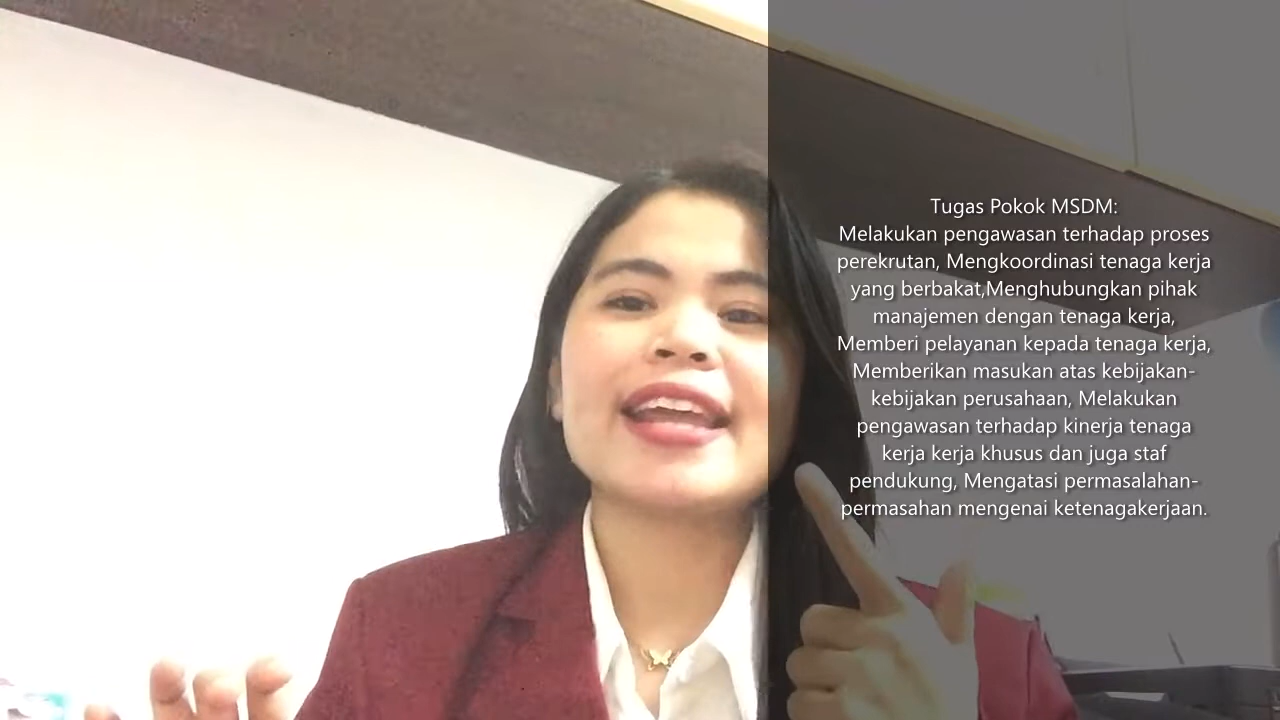 Tugas Pokok MSDM:
Melakukan pengawasan terhadap proses
perekrutan, Mengkoordinasi tenaga kerja
yang berbakat,Menghubungkan pihak
manajemen dengan tenaga kerja,
Memberi pelayanan kepada tenaga kerja,
Memberikan masukan atas kebijakan-
kebijakan perusahaan, Melakukan
pengawasan terhadap kinerja tenaga
kerja kerja khusus dan juga staf
pendukung, Mengatasi permasalahan-
permasahan mengenai ketenagakerjaan.